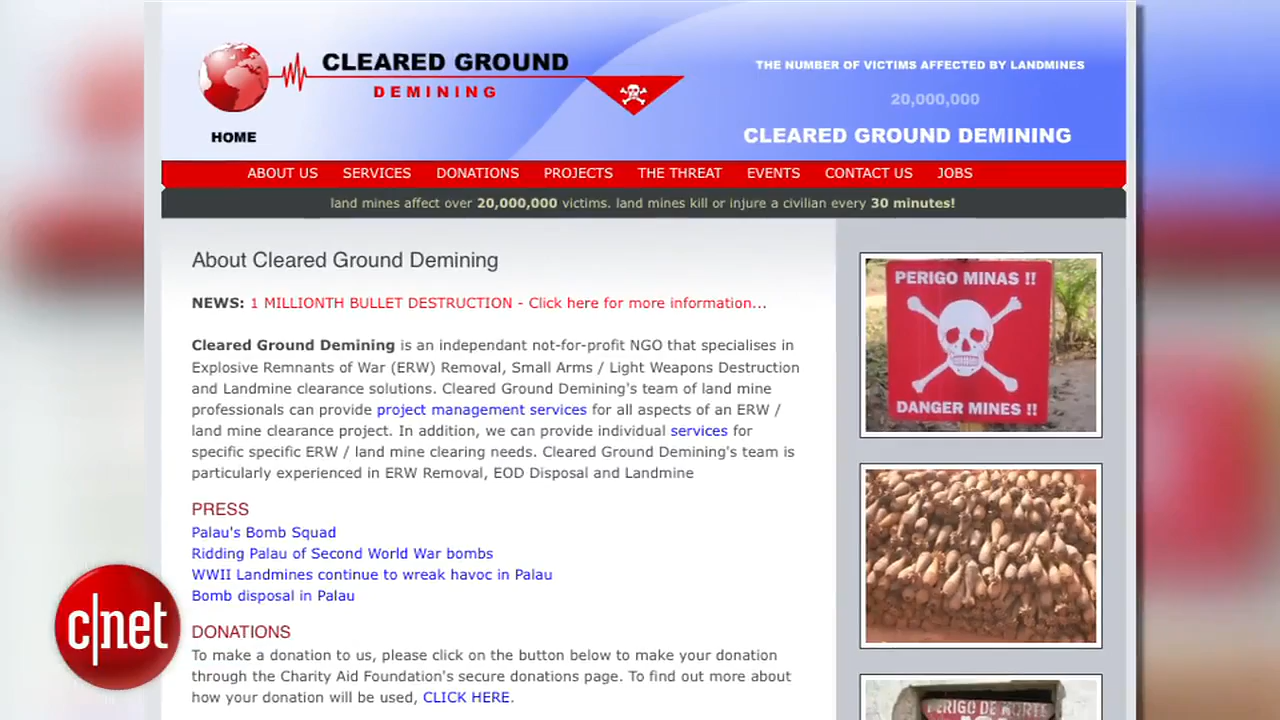 CLEARED GROUND
DEMINING
THE NUMBER OF VICTIMS AFFECTED BY LANDMINES
20,000,000
HOME
CLEARED GROUND DEMINING
ABOUT US SERVICES DONATIONS PROJECTS THE THREAT EVENTS CONTACT US JOBS
land mines affect over 20,000,000 victims. land mines kill or injure a civilian every 30 minutes!
About Cleared Ground Demining
NEWS: 1 MILLIONTH BULLET DESTRUCTION - Click here for more information...
Cleared Ground Demining is an independant not-for-profit NGO that specialises in
Explosive Remnants of War (ERW) Removal, Small Arms / Light Weapons Destruction
and Landmine clearance solutions. Cleared Ground Demining's team of land mine
professionals can provide project management services for all aspects of an ERW /
land mine clearance project. In addition, we can provide individual services for
specific specific ERW / land mine clearing needs. Cleared Ground Demining's team is
particularly experienced in ERW Removal, EOD Disposal and Landmine
PRESS
Palau's Bomb Squad
Ridding Palau of Second World War bombs
WWII Landmines continue to wreak havoc in Palau
Bomb disposal in Palau
DONATIONS
To make a donation to us, please click on the button below to make your donation
through the Charity Aid Foundation's secure donations page. To find out more about
how your donation will be used, CLICK HERE.
PERIGO MINAS !!
DANGER MINES !!
PERIGO DE MORTE
c|net